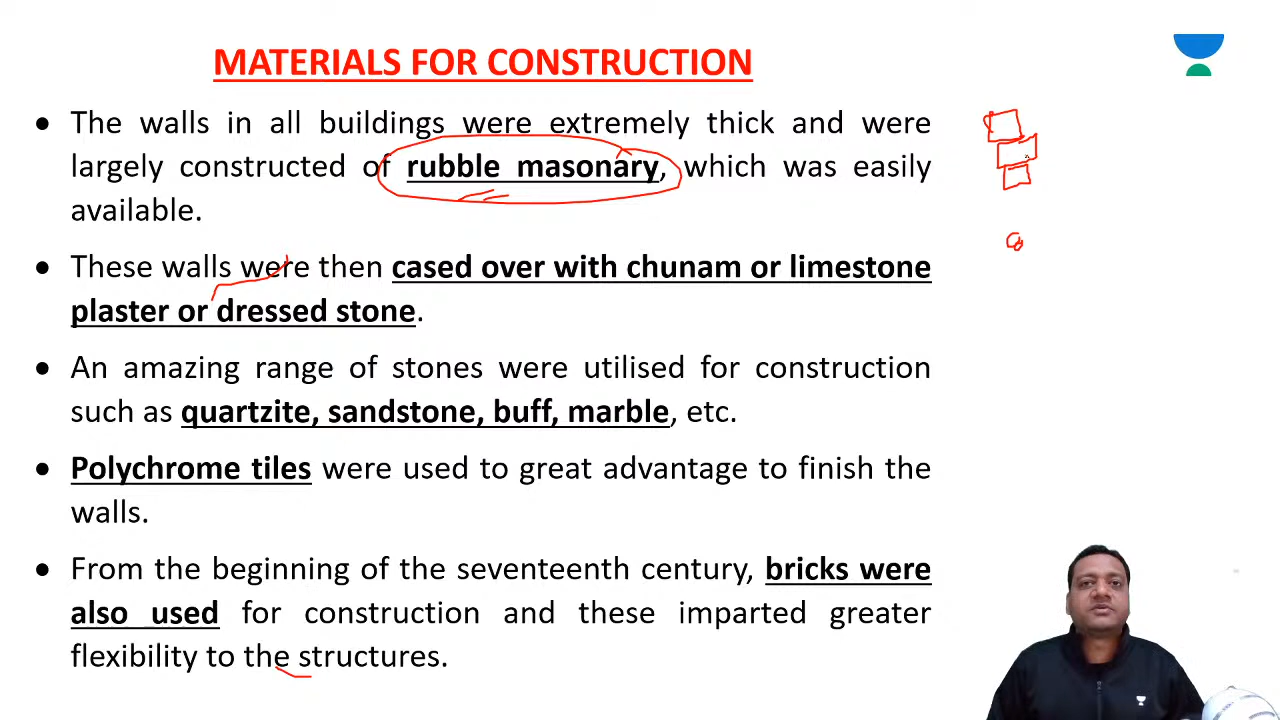 MATERIALS FOR CONSTRUCTION
● The walls in all buildings were extremely thick and were
largely constructed of rubble masonary, which was easily
available.
● These walls were then cased over with chunam or limestone
plaster or dressed stone.
● An amazing range of stones were utilised for construction
such as quartzite, sandstone, buff, marble, etc.
● Polychrome tiles were used to great advantage to finish the
walls.
● From the beginning of the seventeenth century, bricks were
also used for construction and these imparted greater
flexibility to the structures.